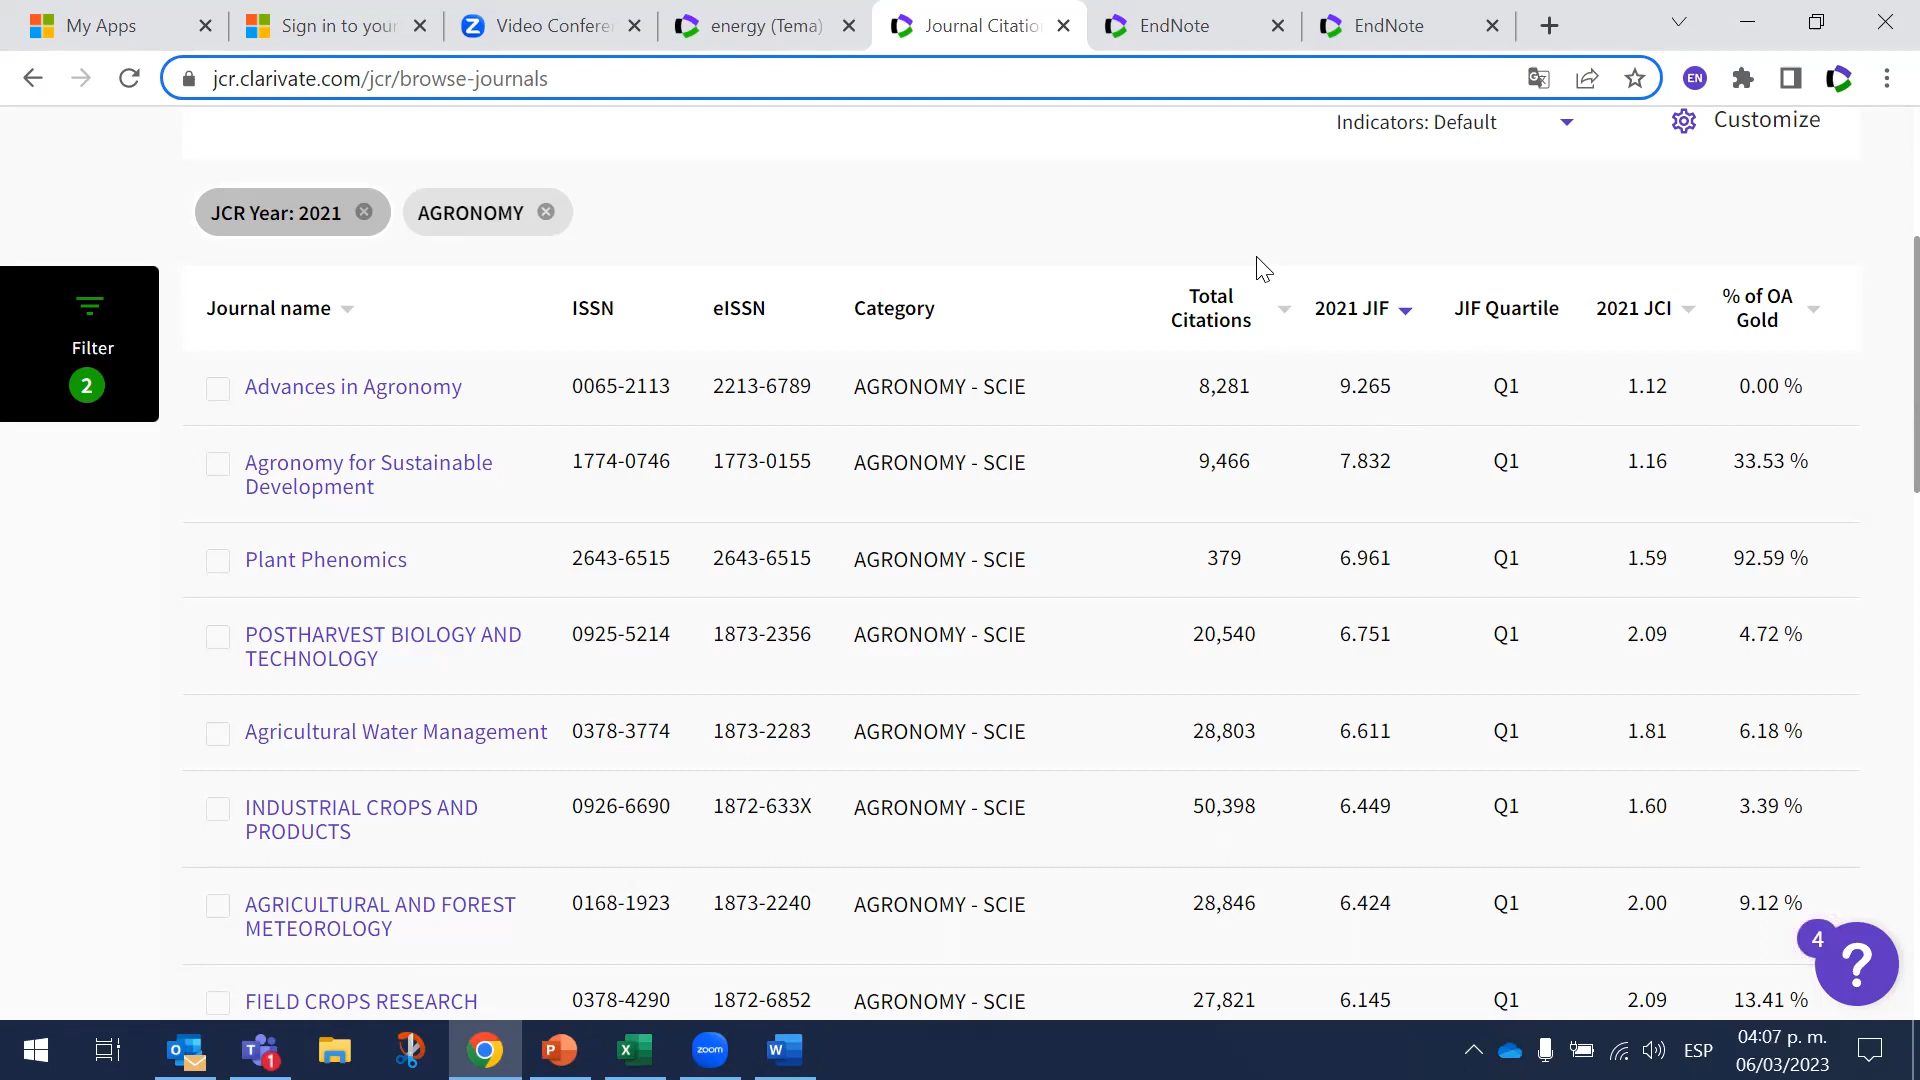 My Apps
Sign in to your
Video Conferen
energy (Tema)
Journal Citatio
EndNote
EndNote
jcr.clarivate.com/jcr/browse-journals
EN
Indicators: Default
Customize
JCR Year: 2021
AGRONOMY
Filter
2
Journal name ISSN eISSN Category Total Citations 2021 JIF JIF Quartile 2021 JCI % of OA Gold
Advances in Agronomy 0065-2113 2213-6789 AGRONOMY - SCIE 8,281 9.265 Q1 1.12 0.00 %
Agronomy for Sustainable 1774-0746 1773-0155 AGRONOMY - SCIE 9,466 7.832 Q1 1.16 33.53 %
Development
Plant Phenomics 2643-6515 2643-6515 AGRONOMY - SCIE 379 6.961 Q1 1.59 92.59 %
POSTHARVEST BIOLOGY AND 0925-5214 1873-2356 AGRONOMY - SCIE 20,540 6.751 Q1 2.09 4.72 %
TECHNOLOGY
Agricultural Water Management 0378-3774 1873-2283 AGRONOMY - SCIE 28,803 6.611 Q1 1.81 6.18 %
INDUSTRIAL CROPS AND 0926-6690 1872-633X AGRONOMY - SCIE 50,398 6.449 Q1 1.60 3.39 %
PRODUCTS
AGRICULTURAL AND FOREST 0168-1923 1873-2240 AGRONOMY - SCIE 28,846 6.424 Q1 2.00 9.12 %
METEOROLOGY
FIELD CROPS RESEARCH 0378-4290 1872-6852 AGRONOMY - SCIE 27,821 6.145 Q1 2.09 13.41 %
4
?
1
zoom
ESP
04:07 p. m.
06/03/2023